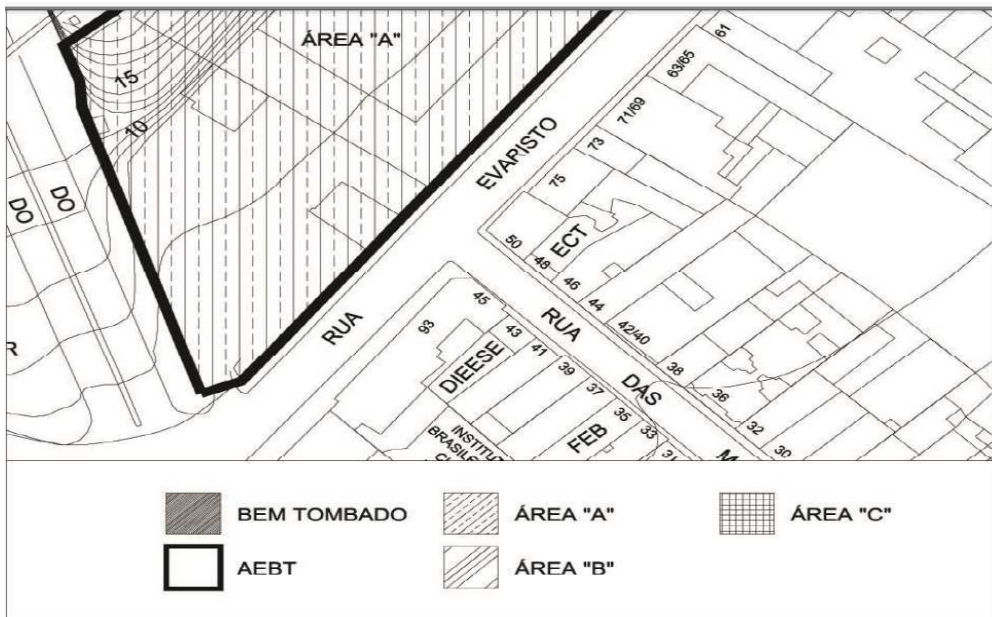 ÁREA "A"
15
10
DO
DO
R
RUA
EVARISTO
61
63/65
71/69
73
75
ECT
50
48
46
44
42/40
38
36
32
30
RUA
DAS
93
45
43
41
39
37
35
33
DIEESE
FEB
BEM TOMBADO
ÁREA "A"
ÁREA "C"
AEBT
ÁREA "B"